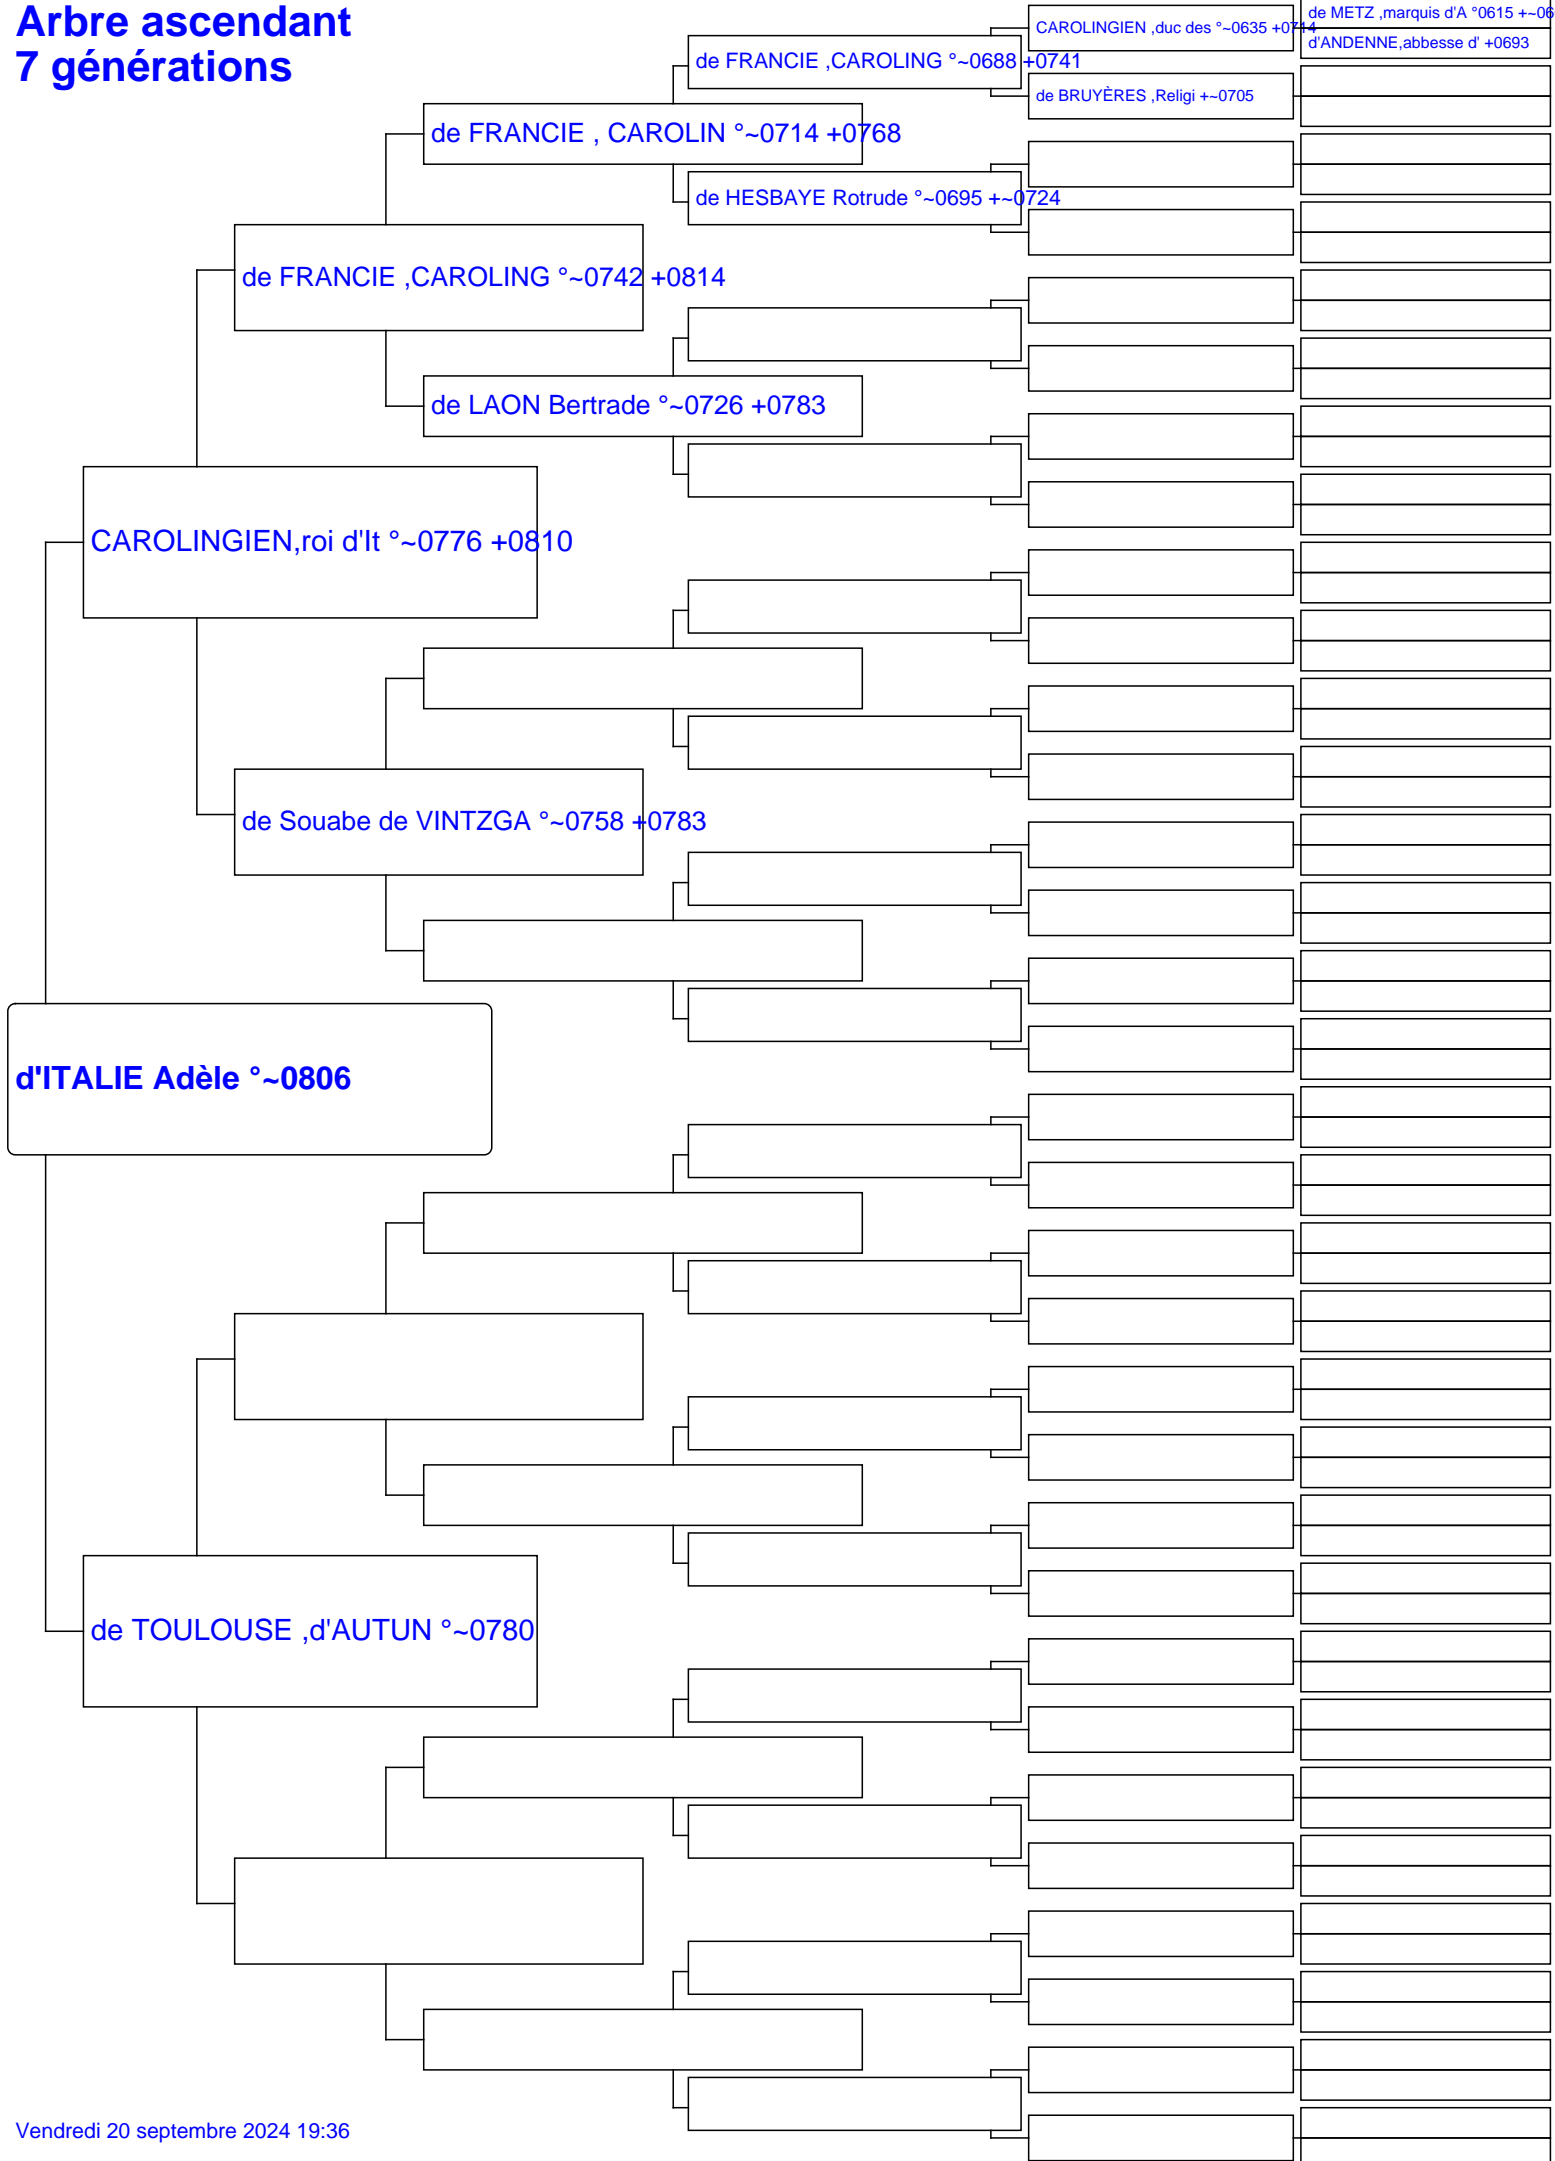 Arbre ascendant
7 générations
de METZ ,marquis d'A °0615 +~06
CAROLINGIEN ,duc des °~0635 +0714
d'ANDENNE,abbesse d' +0693
de FRANCIE ,CAROLING °~0688 +0741
de BRUYÈRES ,Religi +~0705
de FRANCIE , CAROLIN °~0714 +0768
de HESBAYE Rotrude °~0695 +~0724
de FRANCIE ,CAROLING °~0742 +0814
de LAON Bertrade °~0726 +0783
CAROLINGIEN,roi d'It °~0776 +0810
de Souabe de VINTZGA °~0758 +0783
d'ITALIE Adèle °~0806
de TOULOUSE ,d'AUTUN °~0780
Vendredi 20 septembre 2024 19:36